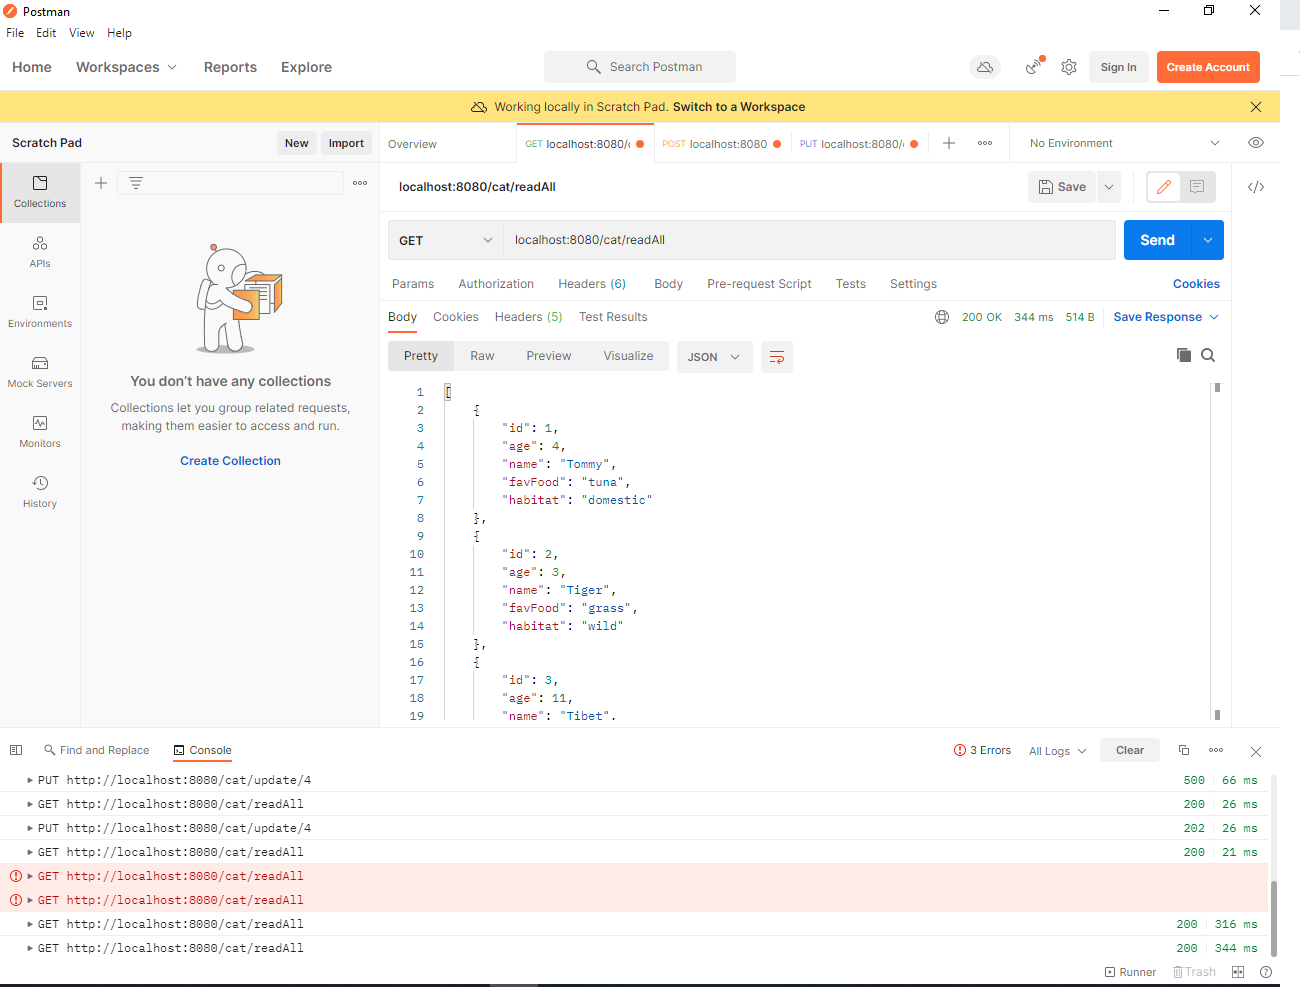 Postman
File Edit View Help
Home Workspaces Reports Explore Search Postman Sign In Create Account
Working locally in Scratch Pad. Switch to a Workspace
Scratch Pad New Import Overview GET localhost:8080/ POST localhost:8080 PUT localhost:8080/ No Environment
Collections
APIs
Environments
Mock Servers
Monitors
History
You don't have any collections
Collections let you group related requests,
making them easier to access and run.
Create Collection
localhost:8080/cat/readAll Save
GET localhost:8080/cat/readAll Send
Params Authorization Headers (6) Body Pre-request Script Tests Settings Cookies
Body Cookies Headers (5) Test Results 200 OK 344 ms 514 B Save Response
Pretty Raw Preview Visualize JSON
1 [
2 {
3 "id": 1,
4 "age": 4,
5 "name": "Tommy",
6 "favFood": "tuna",
7 "habitat": "domestic"
8 },
9 {
10 "id": 2,
11 "age": 3,
12 "name": "Tiger",
13 "favFood": "grass",
14 "habitat": "wild"
15 },
16 {
17 "id": 3,
18 "age": 11,
19 "name": "Tibet",
Find and Replace Console 3 Errors All Logs Clear
PUT http://localhost:8080/cat/update/4 500 66 ms
GET http://localhost:8080/cat/readAll 200 26 ms
PUT http://localhost:8080/cat/update/4 202 26 ms
GET http://localhost:8080/cat/readAll 200 21 ms
GET http://localhost:8080/cat/readAll
GET http://localhost:8080/cat/readAll
GET http://localhost:8080/cat/readAll 200 316 ms
GET http://localhost:8080/cat/readAll 200 344 ms
Runner Trash